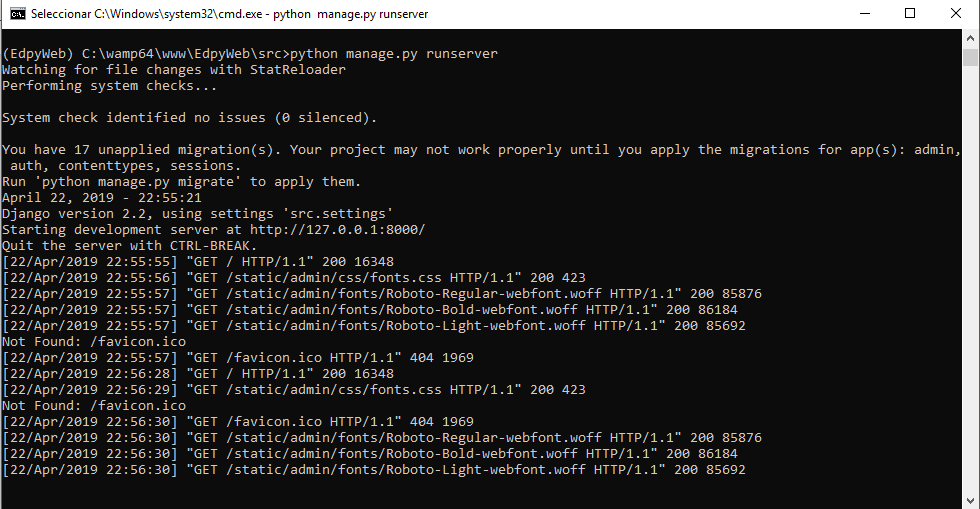 Seleccionar C:\Windows\system32\cmd.exe - python  manage.py runserver
(EdpyWeb) C:\wamp64\www\EdpyWeb\src>python manage.py runserver
Watching for file changes with StatReloader
Performing system checks...
System check identified no issues (0 silenced).
You have 17 unapplied migration(s). Your project may not work properly until you apply the migrations for app(s): admin,
 auth, contenttypes, sessions.
Run 'python manage.py migrate' to apply them.
April 22, 2019 - 22:55:21
Django version 2.2, using settings 'src.settings'
Starting development server at http://127.0.0.1:8000/
Quit the server with CTRL-BREAK.
[22/Apr/2019 22:55:55] "GET / HTTP/1.1" 200 16348
[22/Apr/2019 22:55:56] "GET /static/admin/css/fonts.css HTTP/1.1" 200 423
[22/Apr/2019 22:55:57] "GET /static/admin/fonts/Roboto-Regular-webfont.woff HTTP/1.1" 200 85876
[22/Apr/2019 22:55:57] "GET /static/admin/fonts/Roboto-Bold-webfont.woff HTTP/1.1" 200 86184
[22/Apr/2019 22:55:57] "GET /static/admin/fonts/Roboto-Light-webfont.woff HTTP/1.1" 200 85692
Not Found: /favicon.ico
[22/Apr/2019 22:55:57] "GET /favicon.ico HTTP/1.1" 404 1969
[22/Apr/2019 22:56:28] "GET / HTTP/1.1" 200 16348
[22/Apr/2019 22:56:29] "GET /static/admin/css/fonts.css HTTP/1.1" 200 423
Not Found: /favicon.ico
[22/Apr/2019 22:56:30] "GET /favicon.ico HTTP/1.1" 404 1969
[22/Apr/2019 22:56:30] "GET /static/admin/fonts/Roboto-Regular-webfont.woff HTTP/1.1" 200 85876
[22/Apr/2019 22:56:30] "GET /static/admin/fonts/Roboto-Bold-webfont.woff HTTP/1.1" 200 86184
[22/Apr/2019 22:56:30] "GET /static/admin/fonts/Roboto-Light-webfont.woff HTTP/1.1" 200 85692